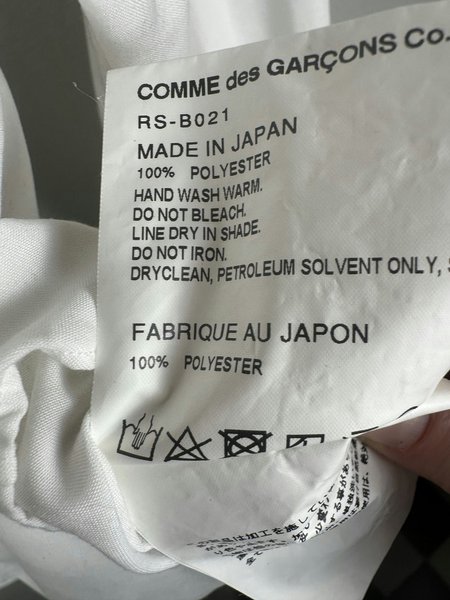 COMME des GARÇONS Co.
RS-B021
MADE IN JAPAN
100% POLYESTER
HAND WASH WARM.
DO NOT BLEACH.
LINE DRY IN SHADE.
DO NOT IRON.
DRYCLEAN, PETROLEUM SOLVENT ONLY,
FABRIQUE AU JAPON
100% POLYESTER